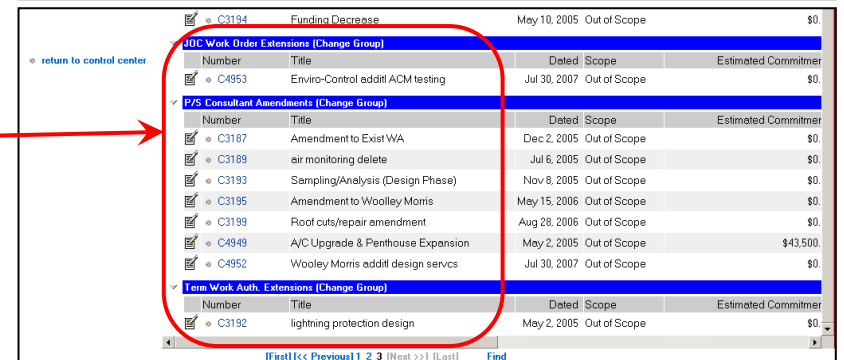 C3194 Funding Decrease May 10, 2005 Out of Scope $0.
JOC Work Order Extensions (Change Group)
return to control center
Number Title Dated Scope Estimated Commitmer
C4953 Enviro-Control additl ACM testing Jul 30, 2007 Out of Scope $0.
P/S Consultant Amendments (Change Group)
Number Title Dated Scope Estimated Commitmer
C3187 Amendment to Exist WA Dec 2, 2005 Out of Scope $0.
C3189 air monitoring delete Jul 6, 2005 Out of Scope $0.
C3193 Sampling/Analysis (Design Phase) Nov 8, 2005 Out of Scope $0.
C3195 Amendment to Woolley Morris May 15, 2006 Out of Scope $0.
C3199 Roof cuts/repair amendment Aug 28, 2006 Out of Scope $0.
C4949 A/C Upgrade & Penthouse Expansion May 2, 2005 Out of Scope $43,500.
C4952 Wooley Morris additl design servcs Jul 30, 2007 Out of Scope $0.
Term Work Auth. Extensions (Change Group)
Number Title Dated Scope Estimated Commitmer
C3192 lightning protection design May 2, 2005 Out of Scope $0.
[First] [<< Previous] 1 2 3 [Next >>] [Last] Find